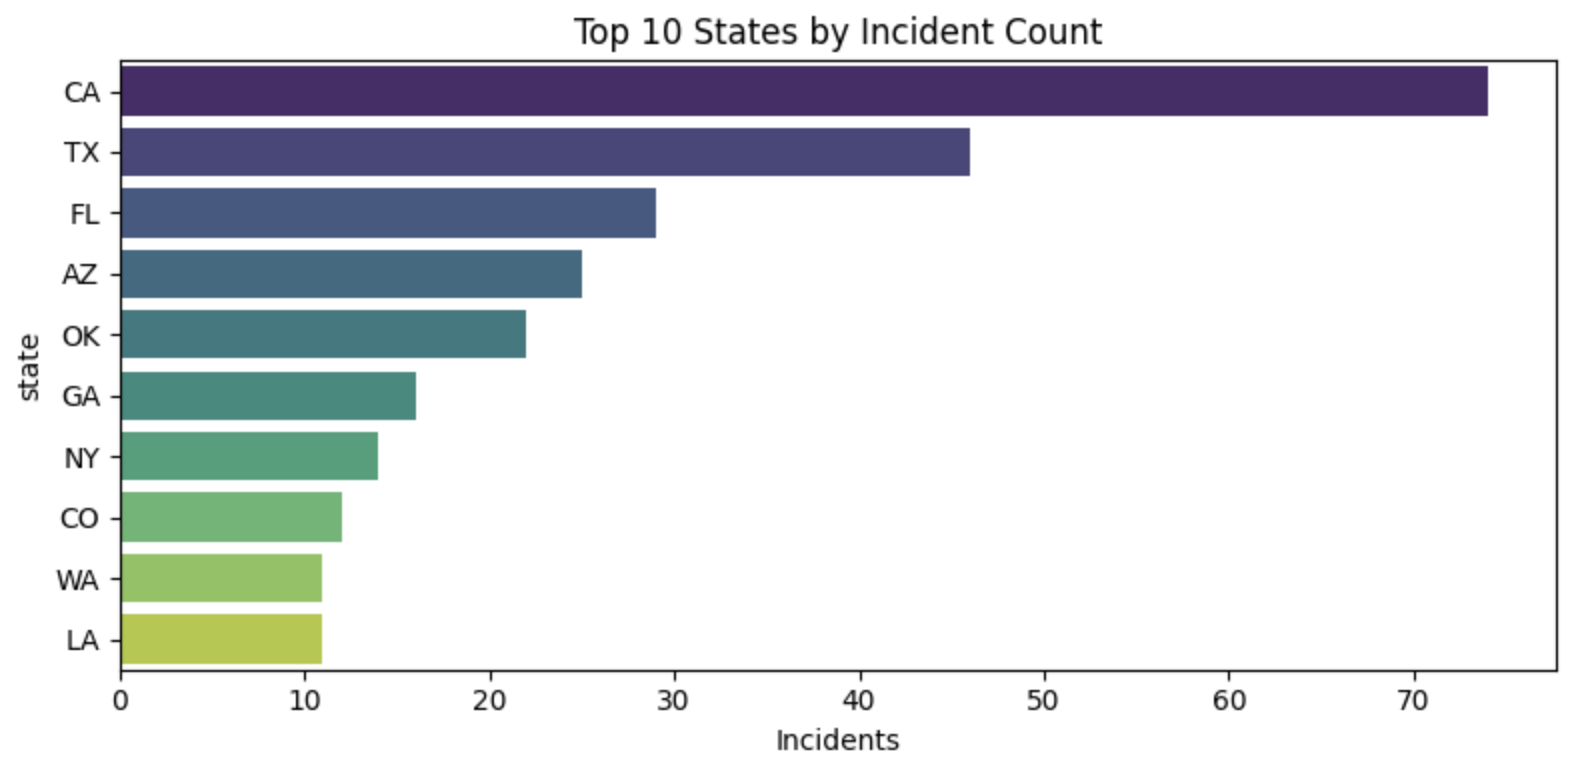 Top 10 States by Incident Count
CA
TX
FL
AZ
OK
GA
NY
CO
WA
LA
state
0 10 20 30 40 50 60 70
Incidents